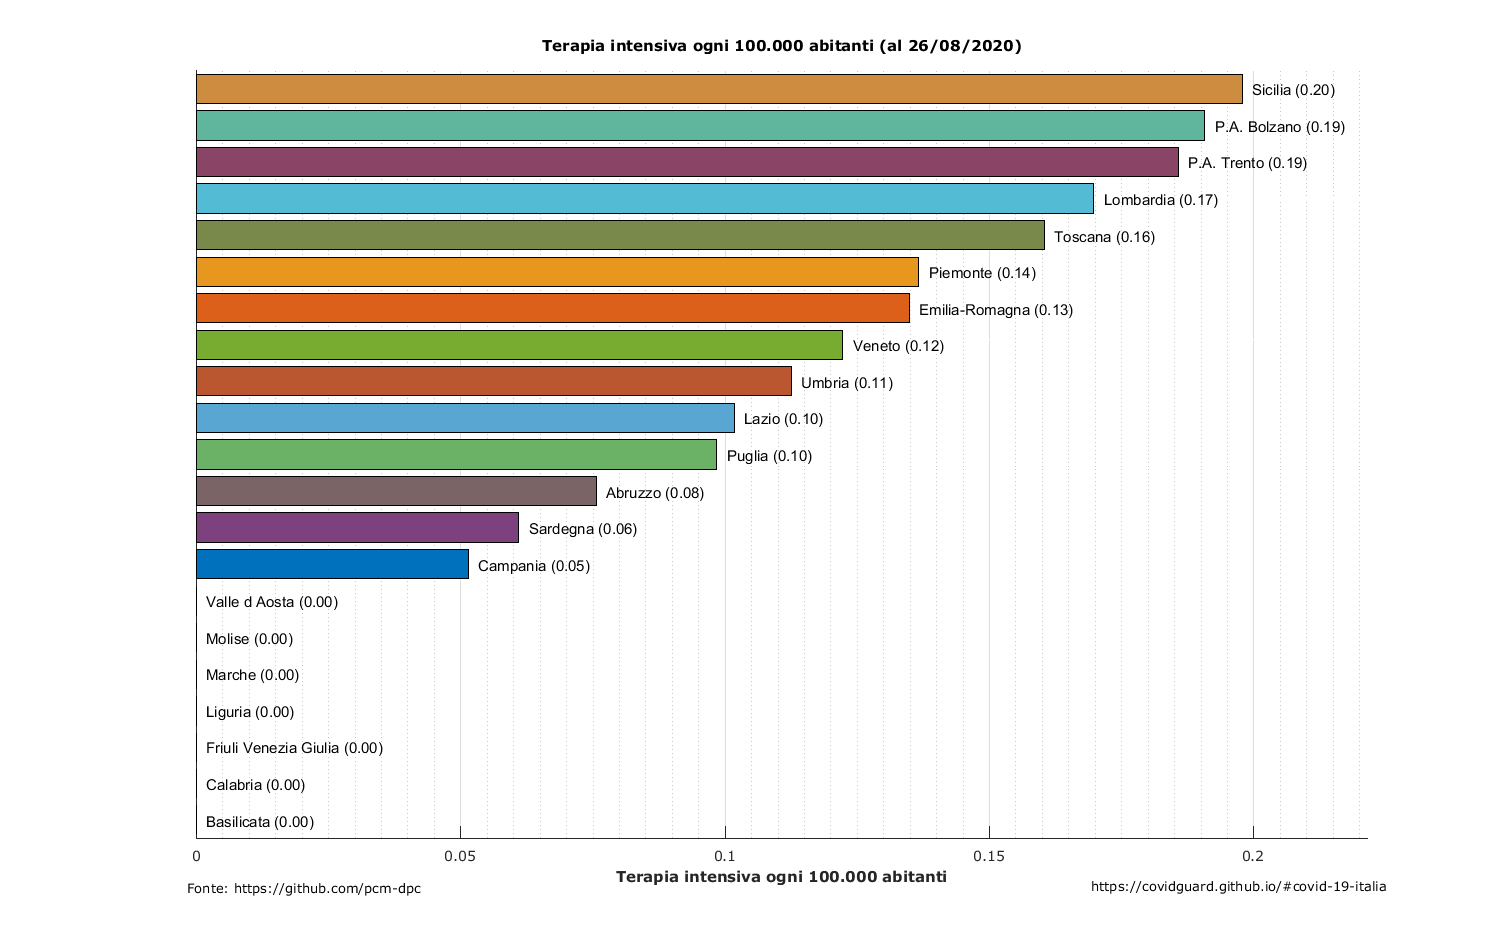 Terapia intensiva ogni 100.000 abitanti (al 26/08/2020)
Sicilia (0.20)
P.A. Bolzano (0.19)
P.A. Trento (0.19)
Lombardia (0.17)
Toscana (0.16)
Piemonte (0.14)
Emilia-Romagna (0.13)
Veneto (0.12)
Umbria (0.11)
Lazio (0.10)
Puglia (0.10)
Abruzzo (0.08)
Sardegna (0.06)
Campania (0.05)
Valle d Aosta (0.00)
Molise (0.00)
Marche (0.00)
Liguria (0.00)
Friuli Venezia Giulia (0.00)
Calabria (0.00)
Basilicata (0.00)
0 0.05 0.1 0.15 0.2
Terapia intensiva ogni 100.000 abitanti
Fonte: https://github.com/pcm-dpc
https://covidguard.github.io/#covid-19-italia